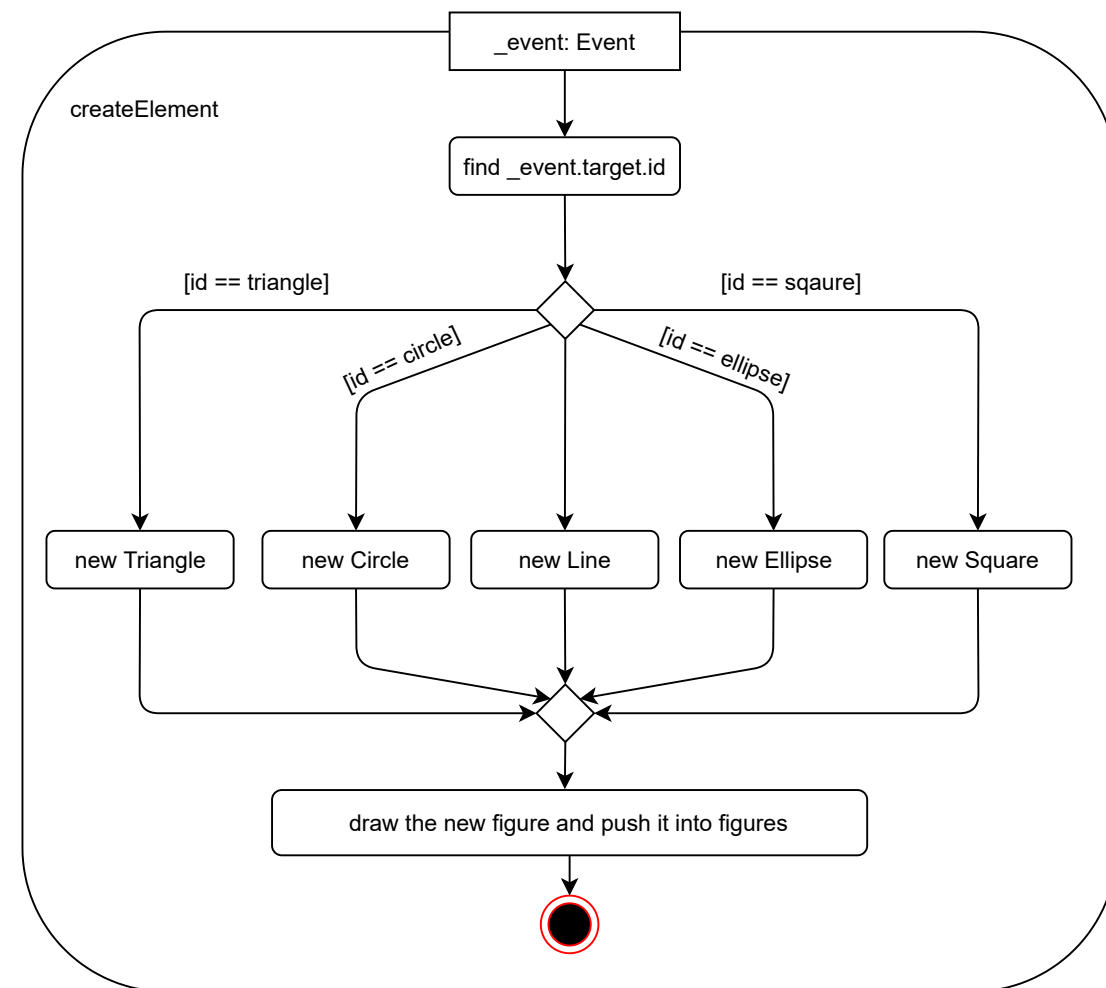 _event: Event
createElement
find _event.target.id
[id == triangle]
[id == sqaure]
[id == circle]
[id == ellipse]
new Triangle
new Circle
new Line
new Ellipse
new Square
draw the new figure and push it into figures